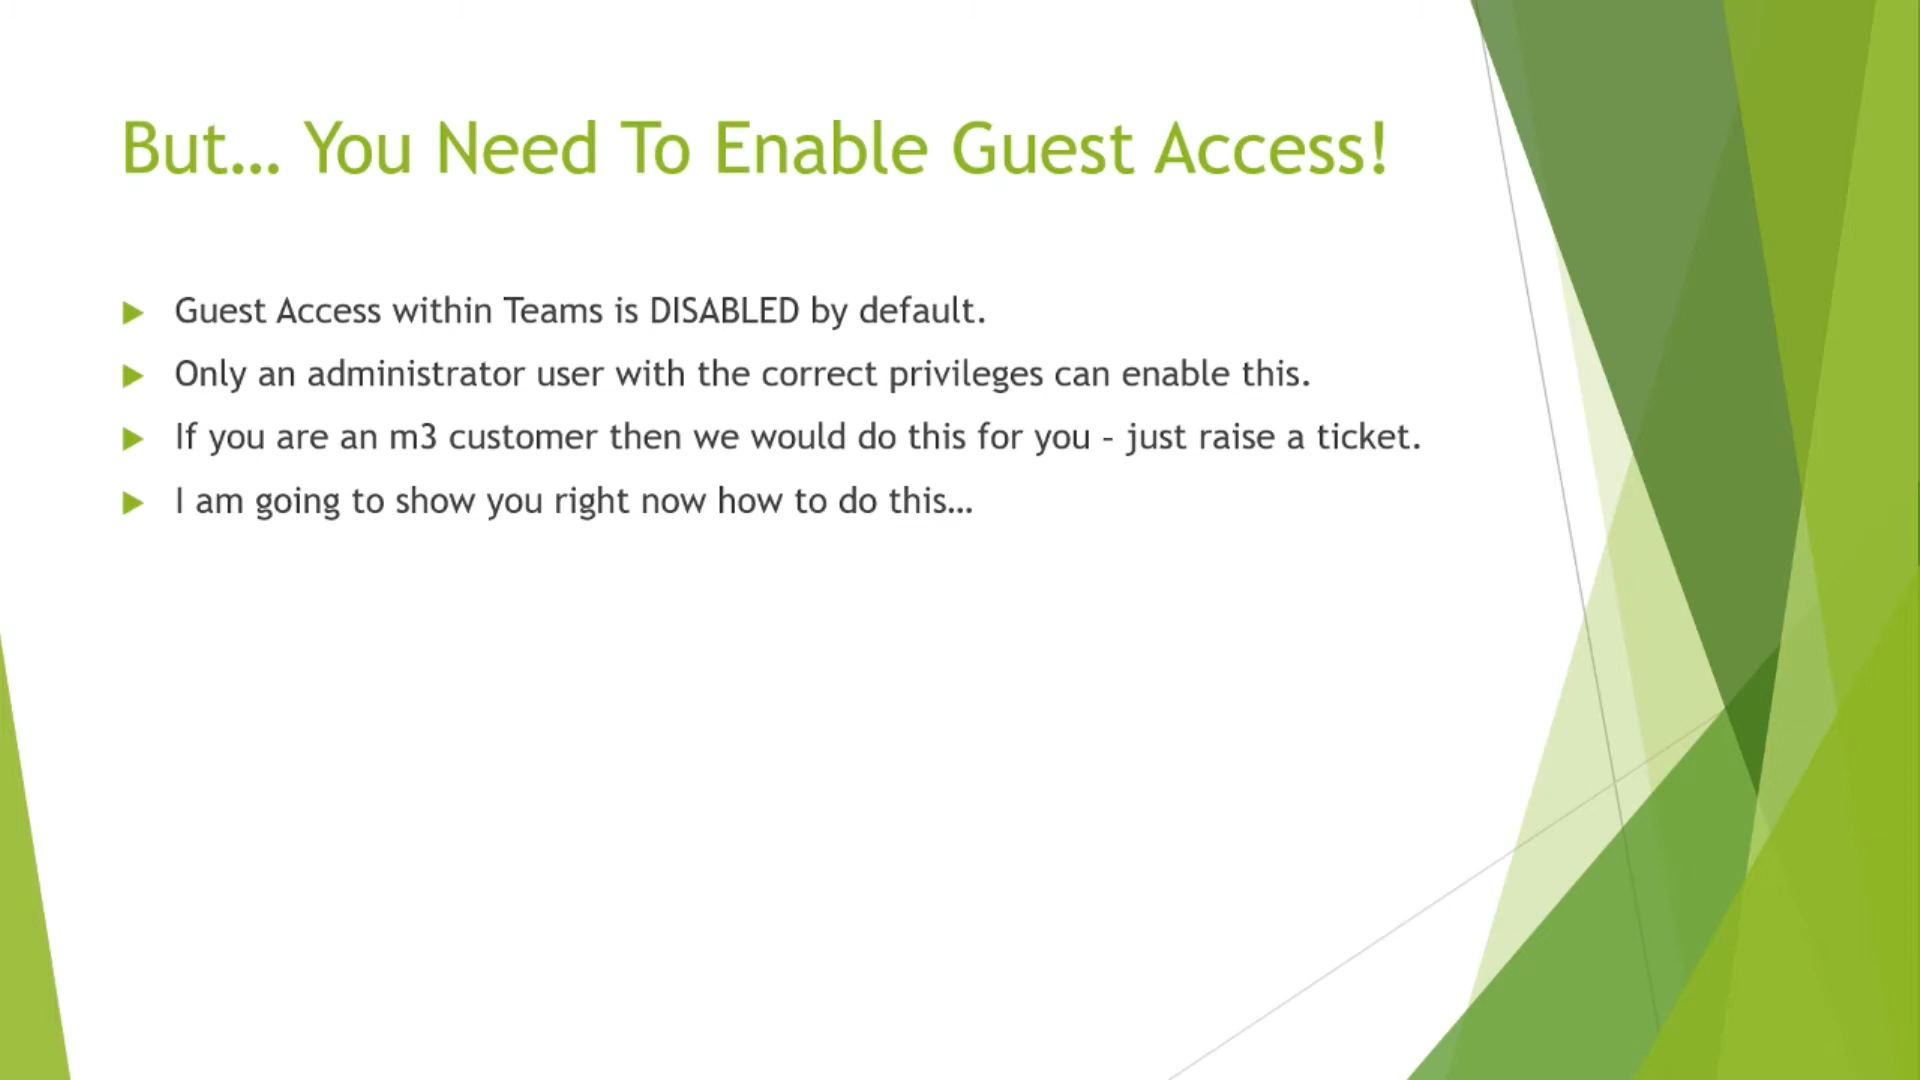 But… You Need To Enable Guest Access!
Guest Access within Teams is DISABLED by default.
Only an administrator user with the correct privileges can enable this.
If you are an m3 customer then we would do this for you – just raise a ticket.
I am going to show you right now how to do this…